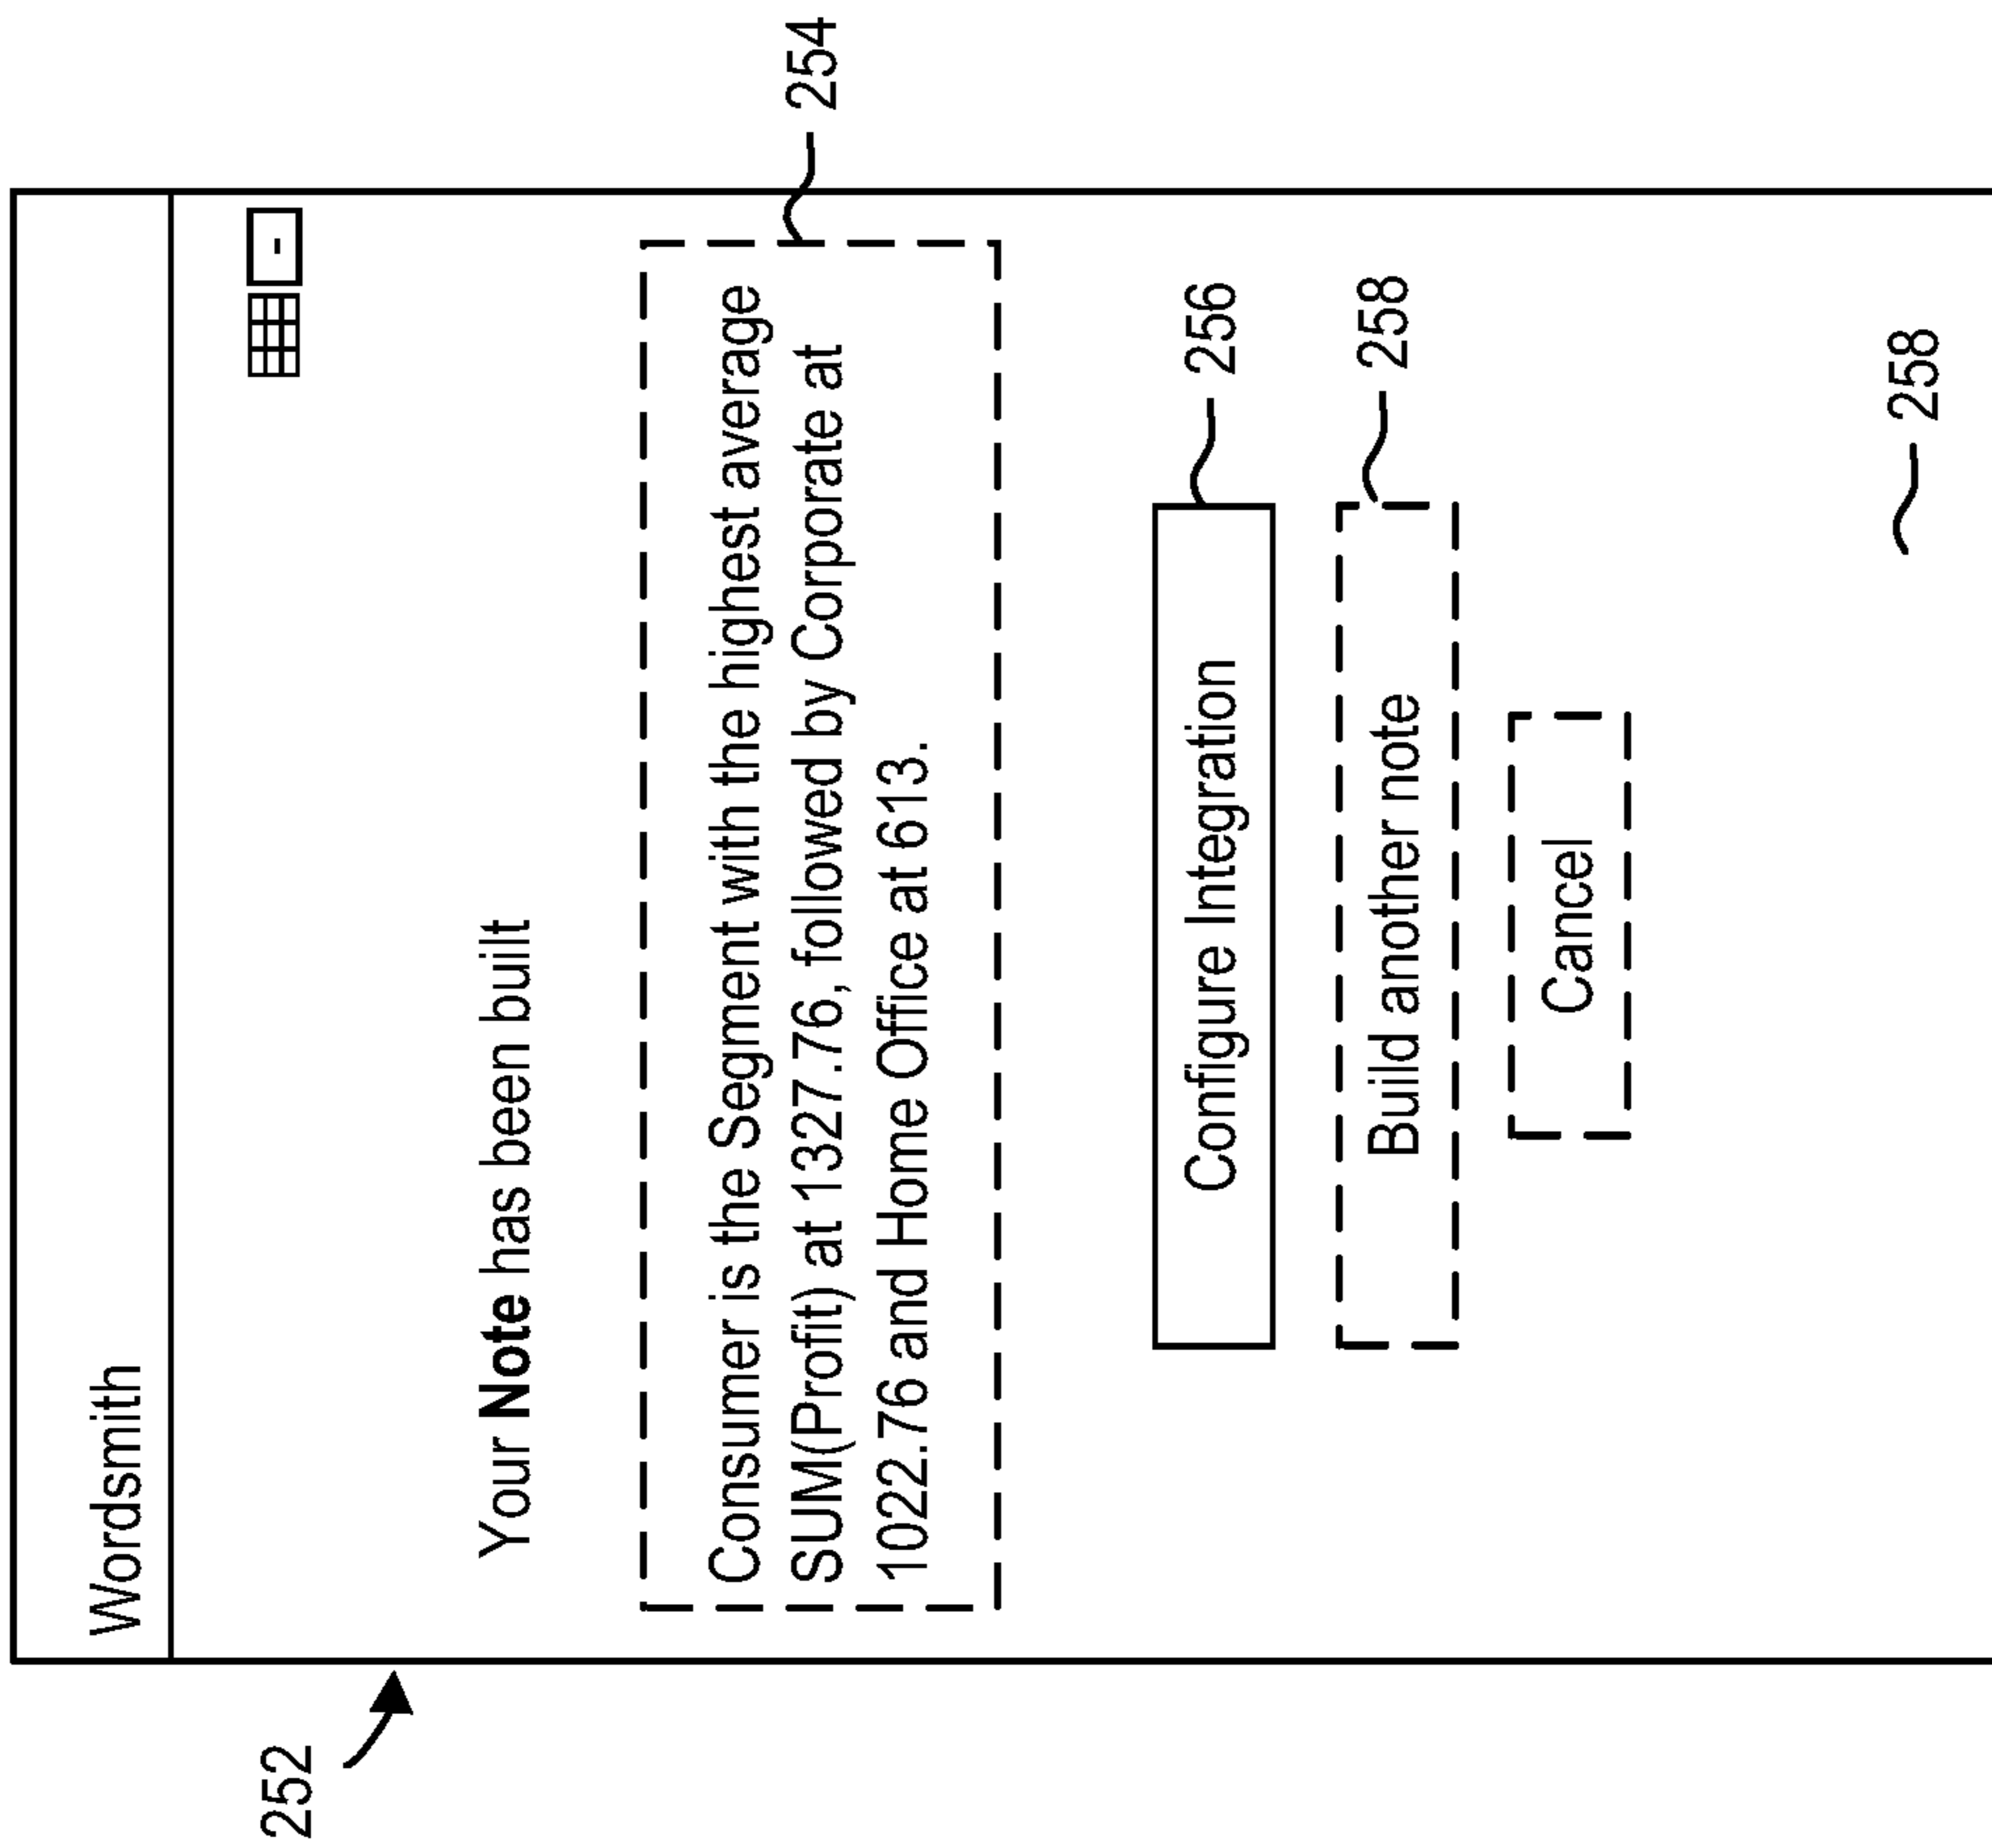 Wordsmith
252
Your Note has been built
Consumer is the Segment with the highest average
SUM(Profit) at 1327.76, followed by Corporate at
1022.76 and Home Office at 613.
254
Configure Integration
256
Build another note
258
Cancel
258